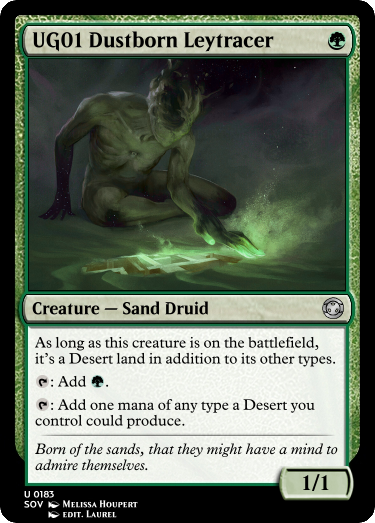 UG01 Dustborn Leytracer
Creature — Sand Druid
As long as this creature is on the battlefield,
it's a Desert land in addition to its other types.
: Add .
: Add one mana of any type a Desert you
control could produce.
Born of the sands, that they might have a mind to
admire themselves.
1/1
U 0183
SOV Melissa Houpert
edit. Laurel